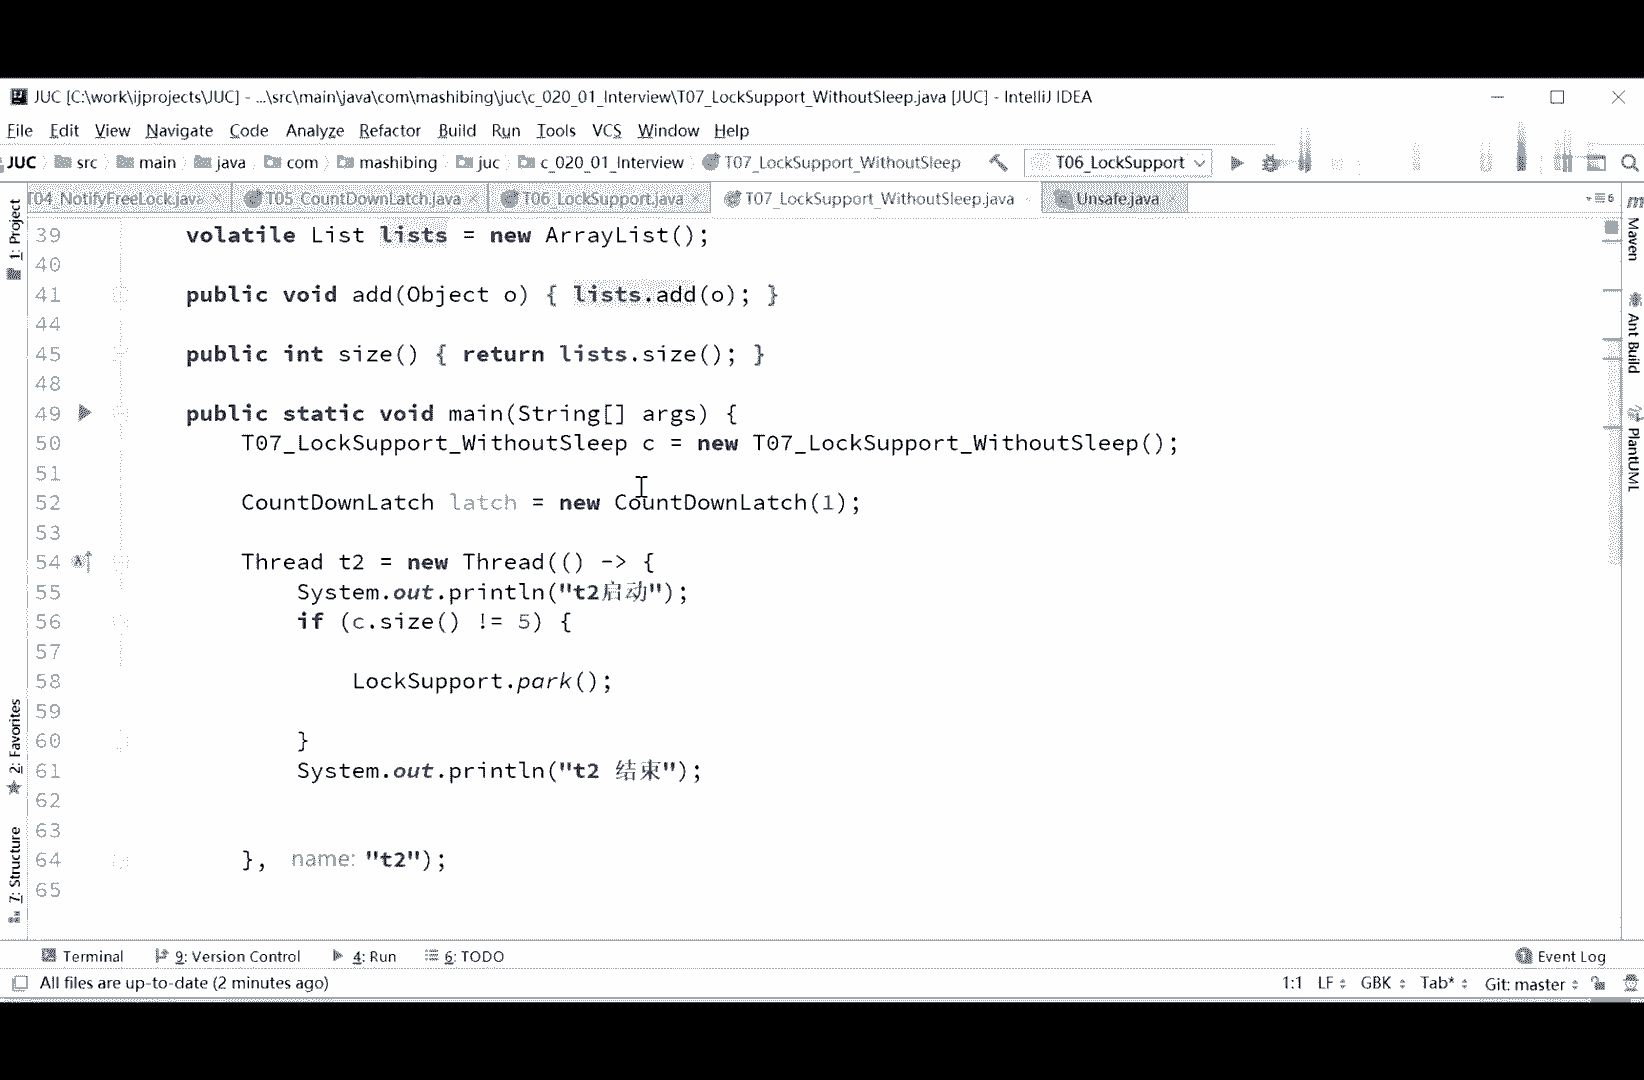 JUC [C:\work\ijprojects\JUC] - ...\src\main\java\com\mashibing\juc\c_020_01_Interview\T07_LockSupport_WithoutSleep.java [JUC] - IntelliJ IDEA
File Edit View Navigate Code Analyze Refactor Build Run Tools VCS Window Help
JUC src main java com mashibing juc c_020_01_Interview T07_LockSupport_WithoutSleep T06_LockSupport
T04_NotifyFreeLock.java T05_CountDownLatch.java T06_LockSupport.java T07_LockSupport_WithoutSleep.java Unsafe.java 6
1: Project
2: Favorites
7: Structure
Maven
Ant Build
PlantUML
39 volatile List lists = new ArrayList();
40
41 public void add(Object o) { lists.add(o); }
44
45 public int size() { return lists.size(); }
48
49 public static void main(String[] args) {
50 T07_LockSupport_WithoutSleep c = new T07_LockSupport_WithoutSleep();
51
52 CountDownLatch latch = new CountDownLatch(1);
53
54 Thread t2 = new Thread(() -> {
55 System.out.println("t2启动");
56 if (c.size() != 5) {
57
58 LockSupport.park();
59
60 }
61 System.out.println("t2 结束");
62
63
64 }, name: "t2");
65
Terminal 9: Version Control 4: Run 6: TODO Event Log
All files are up-to-date (2 minutes ago) 1:1 LF GBK Tab* Git: master